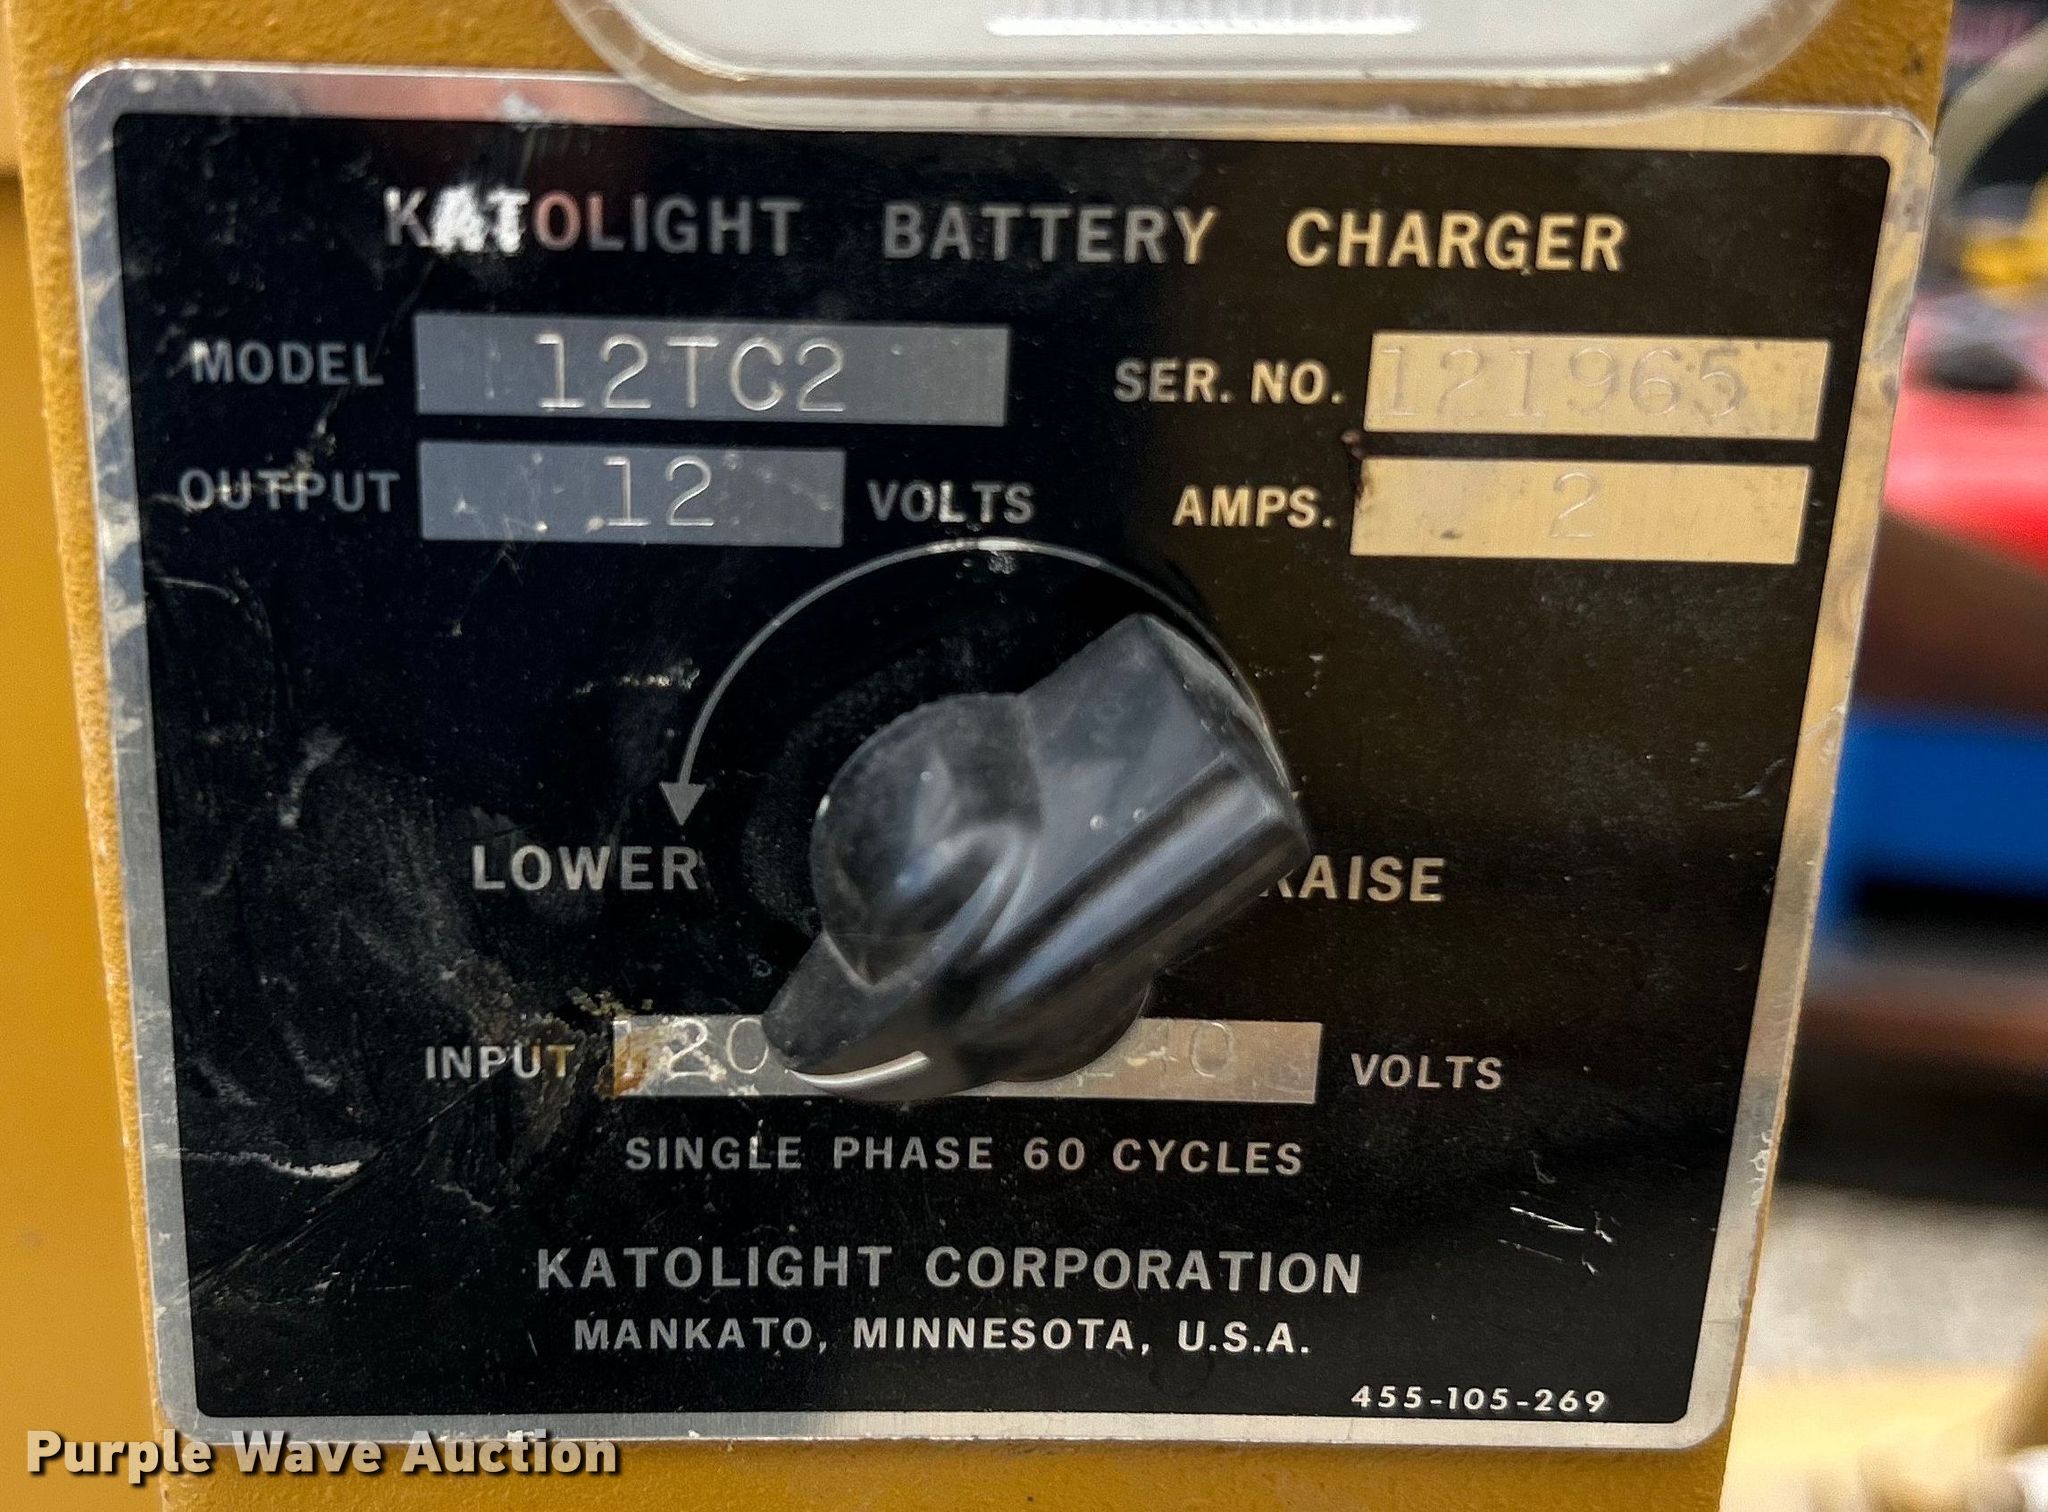 KATOLIGHT BATTERY CHARGER
MODEL 12TC2 SER. NO. 121965
OUTPUT 12 VOLTS AMPS. 2
LOWER RAISE
INPUT VOLTS
SINGLE PHASE 60 CYCLES
KATOLIGHT CORPORATION
MANKATO, MINNESOTA, U.S.A.
455-105-269
Purple Wave Auction